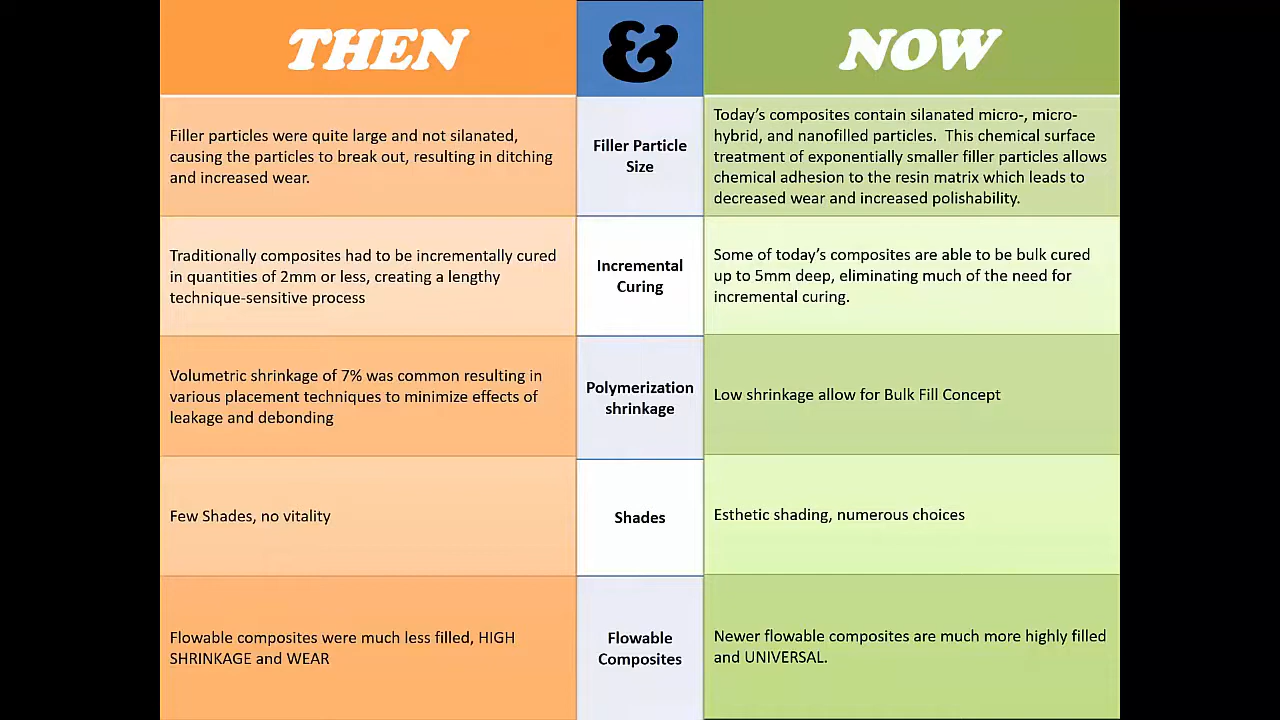 THEN & NOW
Filler particles were quite large and not silanated,
causing the particles to break out, resulting in ditching
and increased wear.
Filler Particle
Size
Today’s composites contain silanated micro-, micro-
hybrid, and nanofilled particles.  This chemical surface
treatment of exponentially smaller filler particles allows
chemical adhesion to the resin matrix which leads to
decreased wear and increased polishability.
Traditionally composites had to be incrementally cured
in quantities of 2mm or less, creating a lengthy
technique-sensitive process
Incremental
Curing
Some of today’s composites are able to be bulk cured
up to 5mm deep, eliminating much of the need for
incremental curing.
Volumetric shrinkage of 7% was common resulting in
various placement techniques to minimize effects of
leakage and debonding
Polymerization
shrinkage
Low shrinkage allow for Bulk Fill Concept
Few Shades, no vitality
Shades
Esthetic shading, numerous choices
Flowable composites were much less filled, HIGH
SHRINKAGE and WEAR
Flowable
Composites
Newer flowable composites are much more highly filled
and UNIVERSAL.